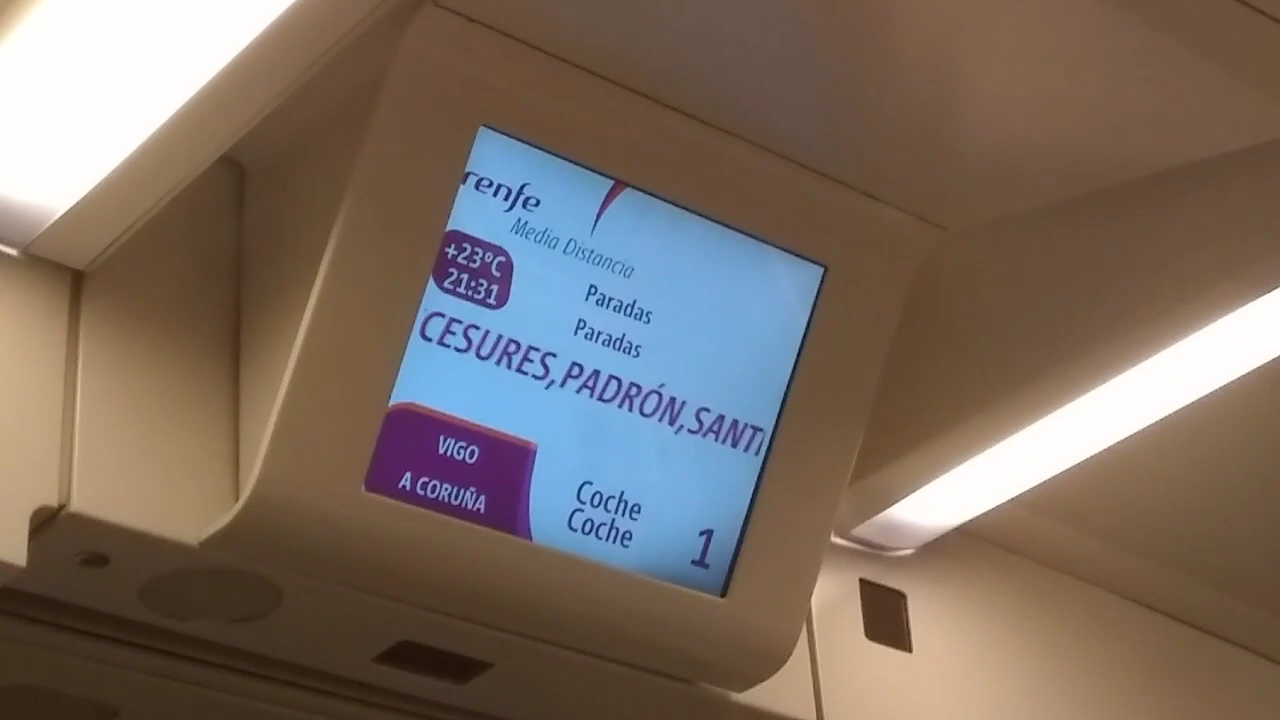 renfe
Media Distancia
+23°C
21:31
Paradas
Paradas
CESURES,PADRÓN,SANTI
VIGO
A CORUÑA
Coche
Coche
1